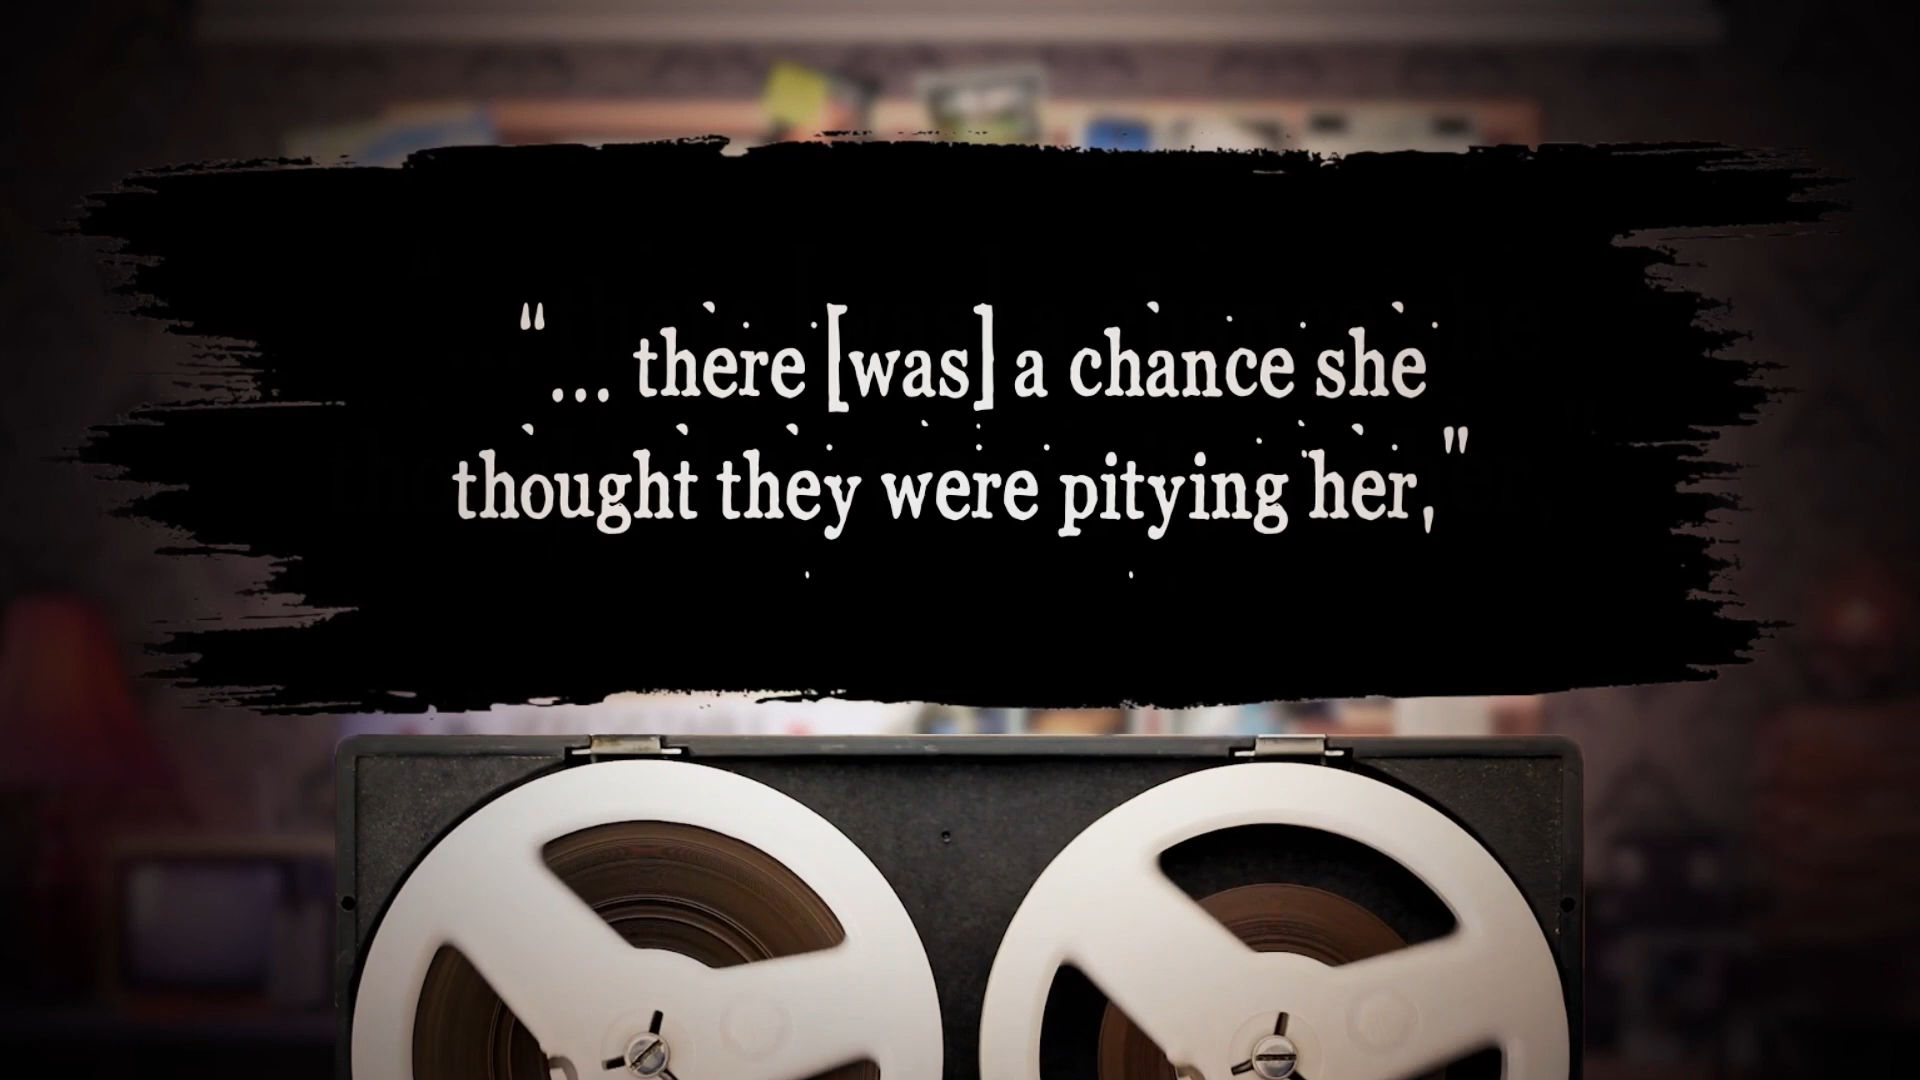 "... there [was] a chance she
thought they were pitying her,"